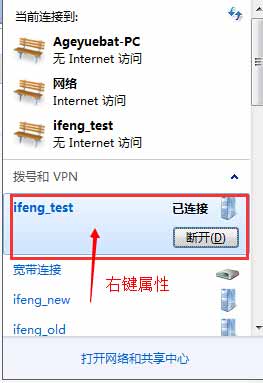 当前连接到:
Ageyuebat-PC
无 Internet 访问
网络
Internet 访问
ifeng_test
无 Internet 访问
拨号和 VPN
ifeng_test 已连接
断开(D)
右键属性
宽带连接
ifeng_new
ifeng_old
打开网络和共享中心